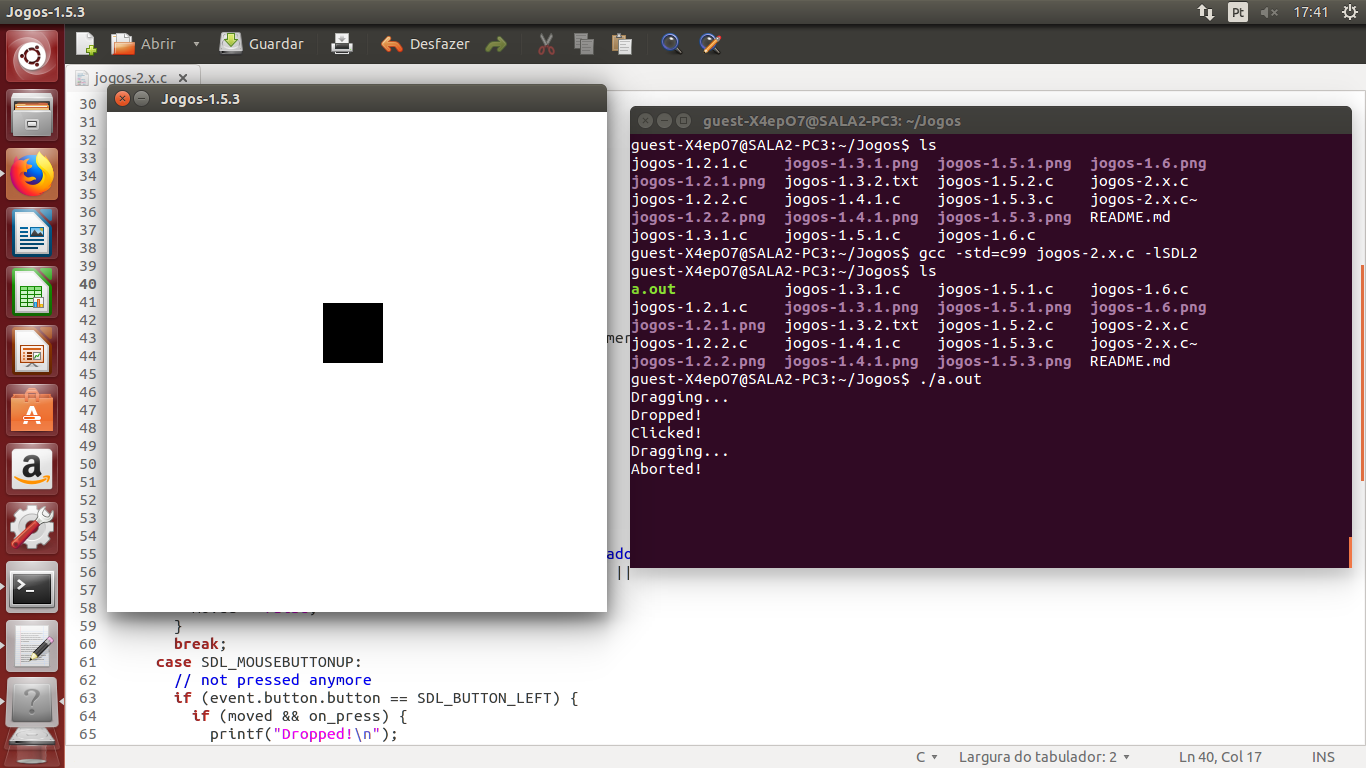 Jogos-1.5.3
Pt
17:41
Abrir
Guardar
Desfazer
jogos-2.x.c
Jogos-1.5.3
30
31
32
33
34
35
36
37
38
39
40
41
42
43
44
45
46
47
48
49
50
51
52
53
54
55
56 ||
57
58
59 }
60 break;
61 case SDL_MOUSEBUTTONUP:
62 // not pressed anymore
63 if (event.button.button == SDL_BUTTON_LEFT) {
64 if (moved && on_press) {
65 printf("Dropped!\n");
guest-X4epO7@SALA2-PC3: ~/Jogos
guest-X4epO7@SALA2-PC3:~/Jogos$ ls
jogos-1.2.1.c jogos-1.3.1.png jogos-1.5.1.png jogos-1.6.png
jogos-1.2.1.png jogos-1.3.2.txt jogos-1.5.2.c jogos-2.x.c
jogos-1.2.2.c jogos-1.4.1.c jogos-1.5.3.c jogos-2.x.c~
jogos-1.2.2.png jogos-1.4.1.png jogos-1.5.3.png README.md
jogos-1.3.1.c jogos-1.5.1.c jogos-1.6.c
guest-X4epO7@SALA2-PC3:~/Jogos$ gcc -std=c99 jogos-2.x.c -lSDL2
guest-X4epO7@SALA2-PC3:~/Jogos$ ls
a.out jogos-1.3.1.c jogos-1.5.1.c jogos-1.6.c
jogos-1.2.1.c jogos-1.3.1.png jogos-1.5.1.png jogos-1.6.png
jogos-1.2.1.png jogos-1.3.2.txt jogos-1.5.2.c jogos-2.x.c
jogos-1.2.2.c jogos-1.4.1.c jogos-1.5.3.c jogos-2.x.c~
jogos-1.2.2.png jogos-1.4.1.png jogos-1.5.3.png README.md
guest-X4epO7@SALA2-PC3:~/Jogos$ ./a.out
Dragging...
Dropped!
Clicked!
Dragging...
Aborted!
C
Largura do tabulador: 2
Ln 40, Col 17
INS